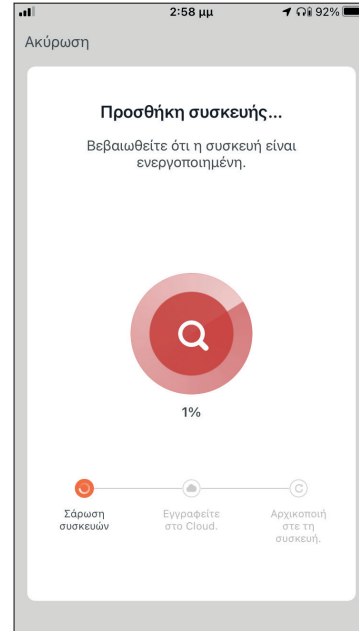 2:58 μμ 92%
Ακύρωση
Προσθήκη συσκευής...
Βεβαιωθείτε ότι η συσκευή είναι
ενεργοποιημένη.
1%
Σάρωση
συσκευών
Εγγραφείτε
στο Cloud.
Αρχικοποιή
στε τη
συσκευή.